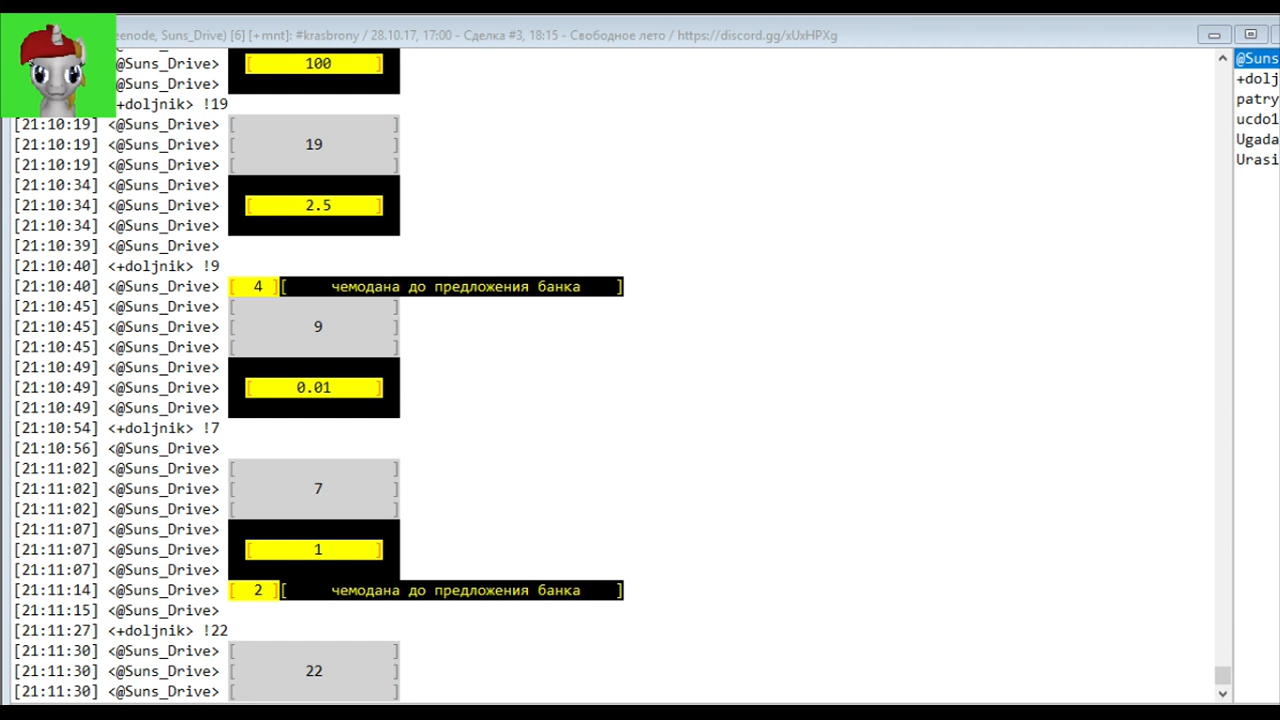 eenode, Suns_Drive) [6] [+mnt]: #krasbrony / 28.10.17, 17:00 - Сделка #3, 18:15 - Свободное лето / https://discord.gg/xUxHPXg
@Suns_Drive> [ 100 ]
@Suns_Drive>
+doljnik> !19
[21:10:19] <@Suns_Drive> [ ]
[21:10:19] <@Suns_Drive> [ 19 ]
[21:10:19] <@Suns_Drive> [ ]
[21:10:34] <@Suns_Drive>
[21:10:34] <@Suns_Drive> [ 2.5 ]
[21:10:34] <@Suns_Drive>
[21:10:39] <@Suns_Drive>
[21:10:40] <+doljnik> !9
[21:10:40] <@Suns_Drive> [ 4 ][ чемодана до предложения банка ]
[21:10:45] <@Suns_Drive> [ ]
[21:10:45] <@Suns_Drive> [ 9 ]
[21:10:45] <@Suns_Drive> [ ]
[21:10:49] <@Suns_Drive>
[21:10:49] <@Suns_Drive> [ 0.01 ]
[21:10:49] <@Suns_Drive>
[21:10:54] <+doljnik> !7
[21:10:56] <@Suns_Drive>
[21:11:02] <@Suns_Drive> [ ]
[21:11:02] <@Suns_Drive> [ 7 ]
[21:11:02] <@Suns_Drive> [ ]
[21:11:07] <@Suns_Drive>
[21:11:07] <@Suns_Drive> [ 1 ]
[21:11:07] <@Suns_Drive>
[21:11:14] <@Suns_Drive> [ 2 ][ чемодана до предложения банка ]
[21:11:15] <@Suns_Drive>
[21:11:27] <+doljnik> !22
[21:11:30] <@Suns_Drive> [ ]
[21:11:30] <@Suns_Drive> [ 22 ]
[21:11:30] <@Suns_Drive> [ ]
@Suns
+dolj
patry
ucdo1
Ugada
Urasi